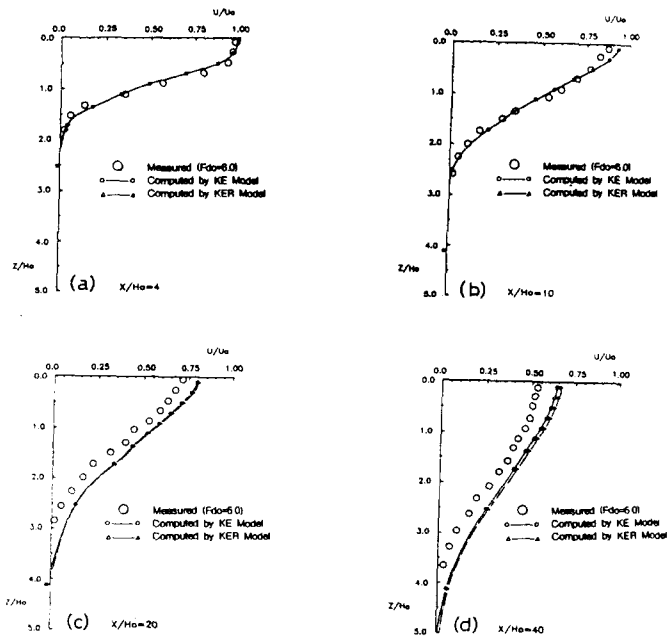 U/Uo
0.0 0.25 0.50 0.75 1.00
0.0
1.0
2.0
3.0
4.0
Z/Ho
5.0
Measured (Fdo=6.0)
Computed by KE Model
Computed by KER Model
(a) X/Ho=4
U/Uo
0.0 0.25 0.50 0.75 1.00
0.0
1.0
2.0
3.0
4.0
Z/Ho
5.0
Measured (Fdo=6.0)
Computed by KE Model
Computed by KER Model
(b) X/Ho=10
U/Uo
0.0 0.25 0.50 0.75 1.00
0.0
1.0
2.0
3.0
4.0
Z/Ho
5.0
Measured (Fdo=6.0)
Computed by KE Model
Computed by KER Model
(c) X/Ho=20
U/Uo
0.0 0.25 0.50 0.75 1.00
0.0
1.0
2.0
3.0
4.0
Z/Ho
5.0
Measured (Fdo=6.0)
Computed by KE Model
Computed by KER Model
(d) X/Ho=40